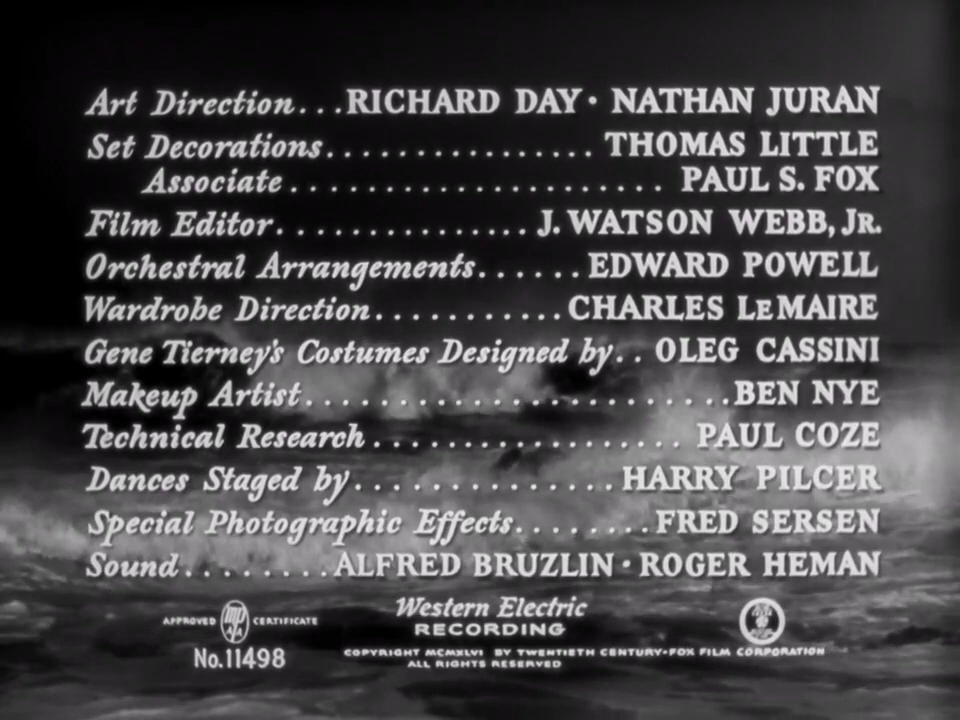 Art Direction...RICHARD DAY · NATHAN JURAN
Set Decorations................ THOMAS LITTLE
Associate...................... PAUL S. FOX
Film Editor...............J. WATSON WEBB, JR.
Orchestral Arrangements......EDWARD POWELL
Wardrobe Direction...........CHARLES LEMAIRE
Gene Tierney's Costumes Designed by.. OLEG CASSINI
Makeup Artist.........................BEN NYE
Technical Research................... PAUL COZE
Dances Staged by...............HARRY PILCER
Special Photographic Effects........FRED SERSEN
Sound........ALFRED BRUZLIN · ROGER HEMAN
APPROVED MPAA CERTIFICATE
No. 11498
Western Electric
RECORDING
COPYRIGHT MCMXLVI BY TWENTIETH CENTURY-FOX FILM CORPORATION
ALL RIGHTS RESERVED